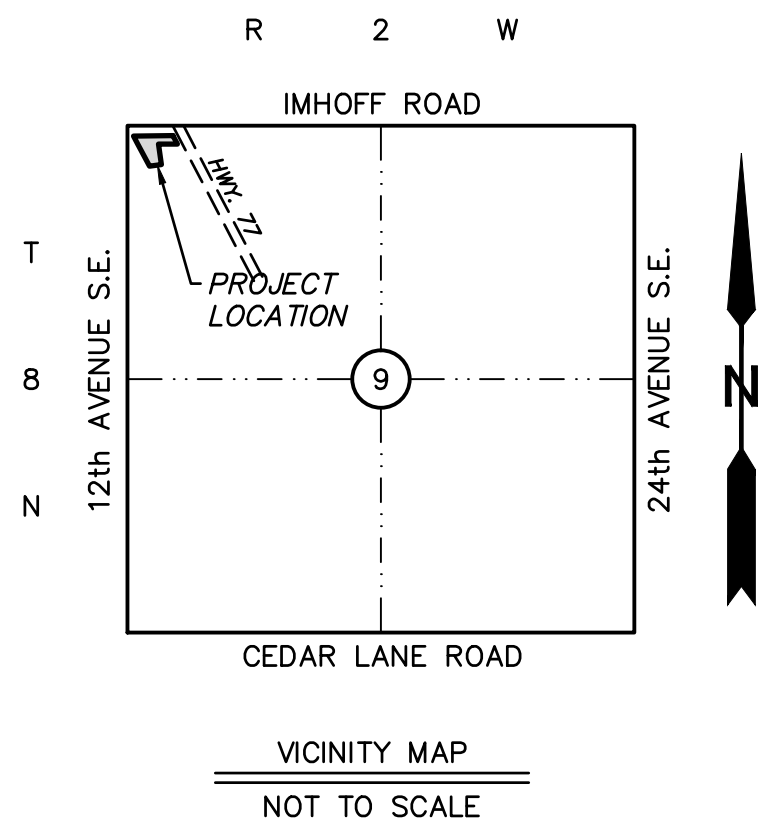 R 2 W
IMHOFF ROAD
HWY. 77
T
8
N
12th AVENUE S.E.
PROJECT
LOCATION
9
24th AVENUE S.E.
N
CEDAR LANE ROAD
VICINITY MAP
NOT TO SCALE